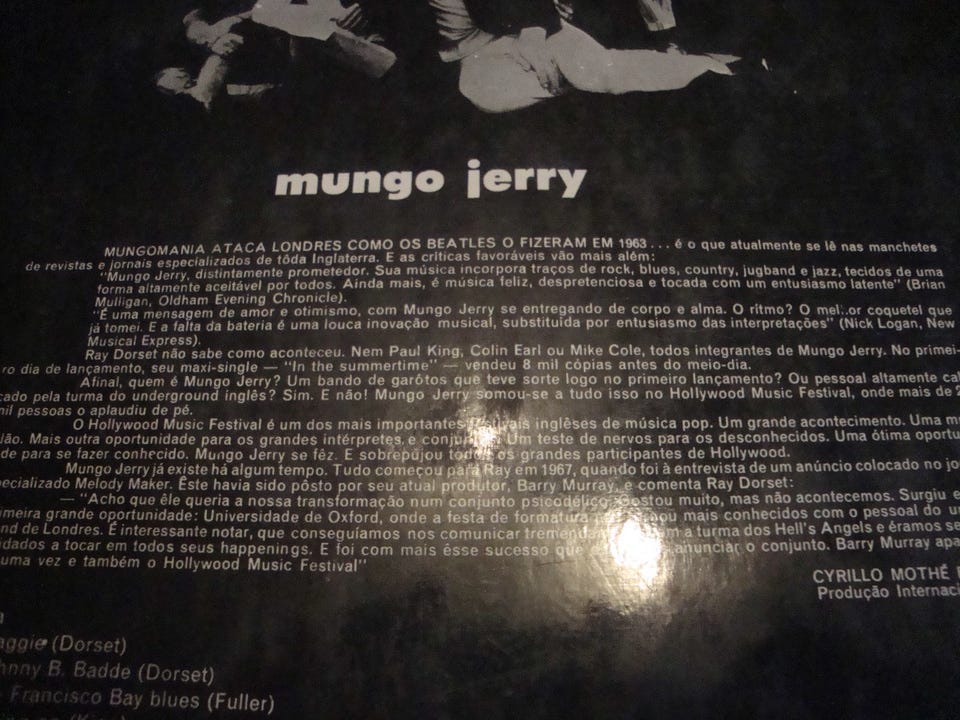 mungo jerry
MUNGOMANIA ATACA LONDRES COMO OS BEATLES O FIZERAM EM 1963 . . . é o que atualmente se lê nas manchetes
de revistas e jornais especializados de tôda Inglaterra. E as críticas favoráveis vão mais além:
"Mungo Jerry, distintamente prometedor. Sua música incorpora traços de rock, blues, country, jugband e jazz, tecidos de uma
forma altamente aceitável por todos. Ainda mais, é música feliz, despretenciosa e tocada com um entusiasmo latente" (Brian
Mulligan, Oldham Evening Chronicle).
"É uma mensagem de amor e otimismo, com Mungo Jerry se entregando de corpo e alma. O rítmo? O coquetel que
já tomei. E a falta da bateria é uma louca inovação musical, substituída por entusiasmo das interpretações" (Nick Logan, New
Musical Express).
Ray Dorset não sabe como aconteceu. Nem Paul King, Colin Earl ou Mike Cole, todos integrantes de Mungo Jerry. No primei-
ro dia de lançamento, seu maxi-single — "In the summertime" — vendeu 8 mil cópias antes do meio-dia.
Afinal, quem é Mungo Jerry? Um bando de garôtos que teve sorte logo no primeiro lançamento? Ou pessoal altamente
cado pela turma do underground inglês? Sim. E não! Mungo Jerry somou-se a tudo isso no Hollywood Music Festival, onde mais de
mil pessoas o aplaudiu de pé.
O Hollywood Music Festival é um dos mais importantes inglêses de música pop. Um grande acontecimento. Uma
lão. Mais outra oportunidade para os grandes intérpretes e Um teste de nervos para os desconhecidos. Uma ótima oportu
de para se fazer conhecido. Mungo Jerry se fêz. E sobrepujou os grandes participantes de Hollywood.
Mungo Jerry já existe há algum tempo. Tudo começou para Ray em 1967, quando foi à entrevista de um anúncio colocado no jo
pecializado Melody Maker. Êste havia sido pôsto por seu atual produtor, Barry Murray, e comenta Ray Dorset:
— "Acho que êle queria a nossa transformação num conjunto psicodélico. Gostou muito, mas não acontecemos. Surgiu
imeira grande oportunidade: Universidade de Oxford, onde a festa de formatura mais conhecidos com o pessoal do
nd de Londres. É interessante notar, que conseguíamos nos comunicar a turma dos Hell's Angels e éramos
idados a tocar em todos seus happenings. E foi com mais êsse sucesso que anunciar o conjunto. Barry Murray apa
uma vez e também o Hollywood Music Festival"
CYRILLO MOTHÉ
Produção Internaci
aggie (Dorset)
hnny B. Badde (Dorset)
Francisco Bay blues (Fuller)